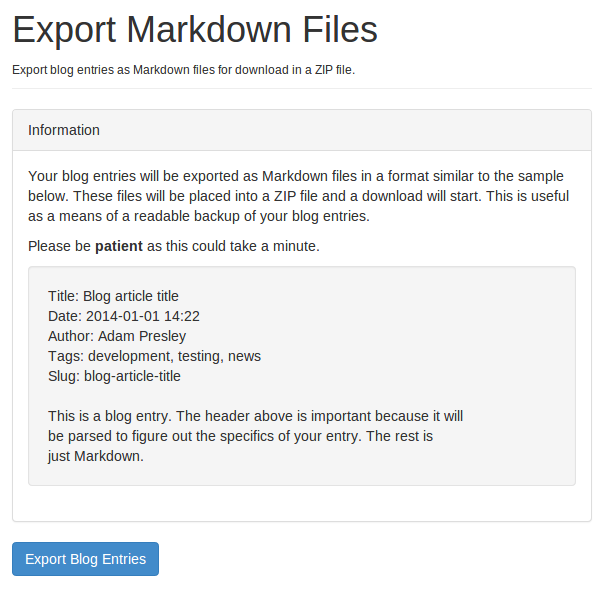 Export Markdown Files
Export blog entries as Markdown files for download in a ZIP file.
Information
Your blog entries will be exported as Markdown files in a format similar to the sample
below. These files will be placed into a ZIP file and a download will start. This is useful
as a means of a readable backup of your blog entries.
Please be patient as this could take a minute.
Title: Blog article title
Date: 2014-01-01 14:22
Author: Adam Presley
Tags: development, testing, news
Slug: blog-article-title
This is a blog entry. The header above is important because it will
be parsed to figure out the specifics of your entry. The rest is
just Markdown.
Export Blog Entries